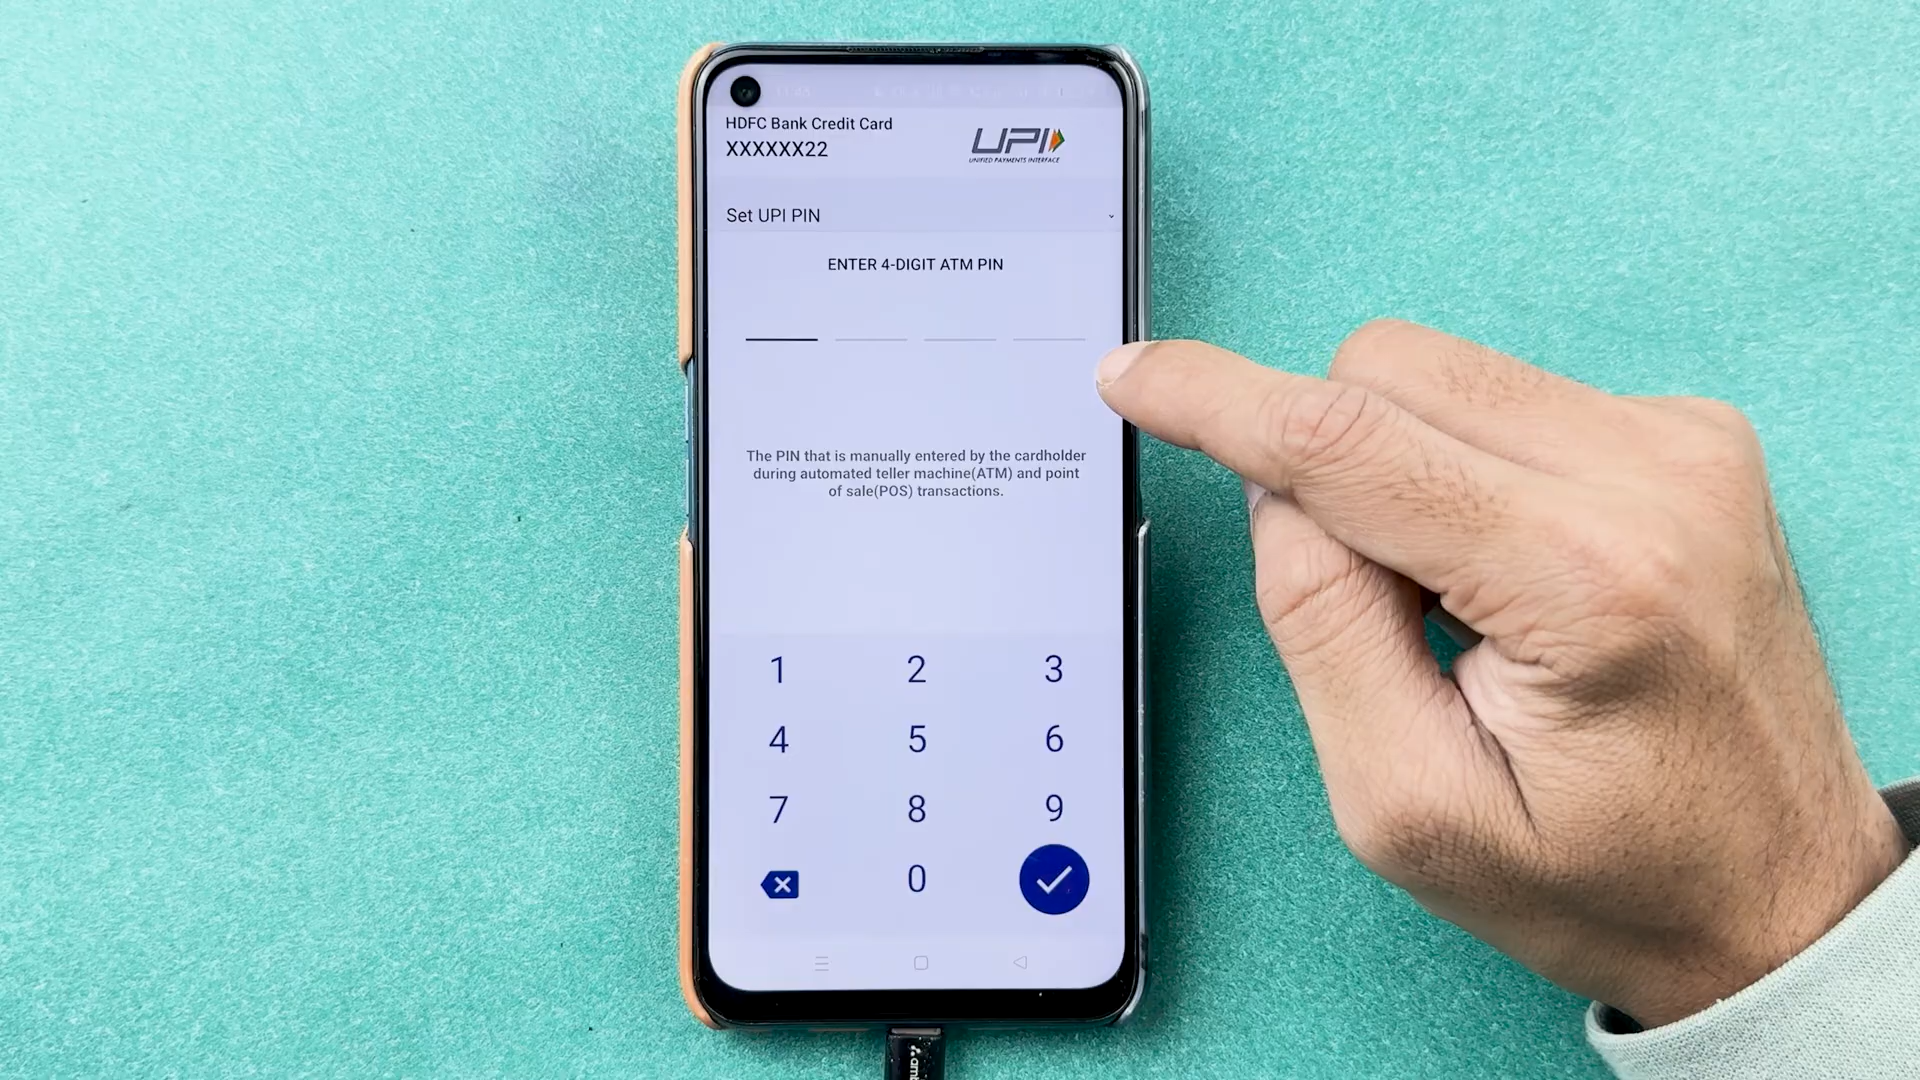 HDFC Bank Credit Card
XXXXXX22
UPI
UNIFIED PAYMENTS INTERFACE
Set UPI PIN
ENTER 4-DIGIT ATM PIN
The PIN that is manually entered by the cardholder
during automated teller machine(ATM) and point
of sale(POS) transactions.
1 2 3
4 5 6
7 8 9
0